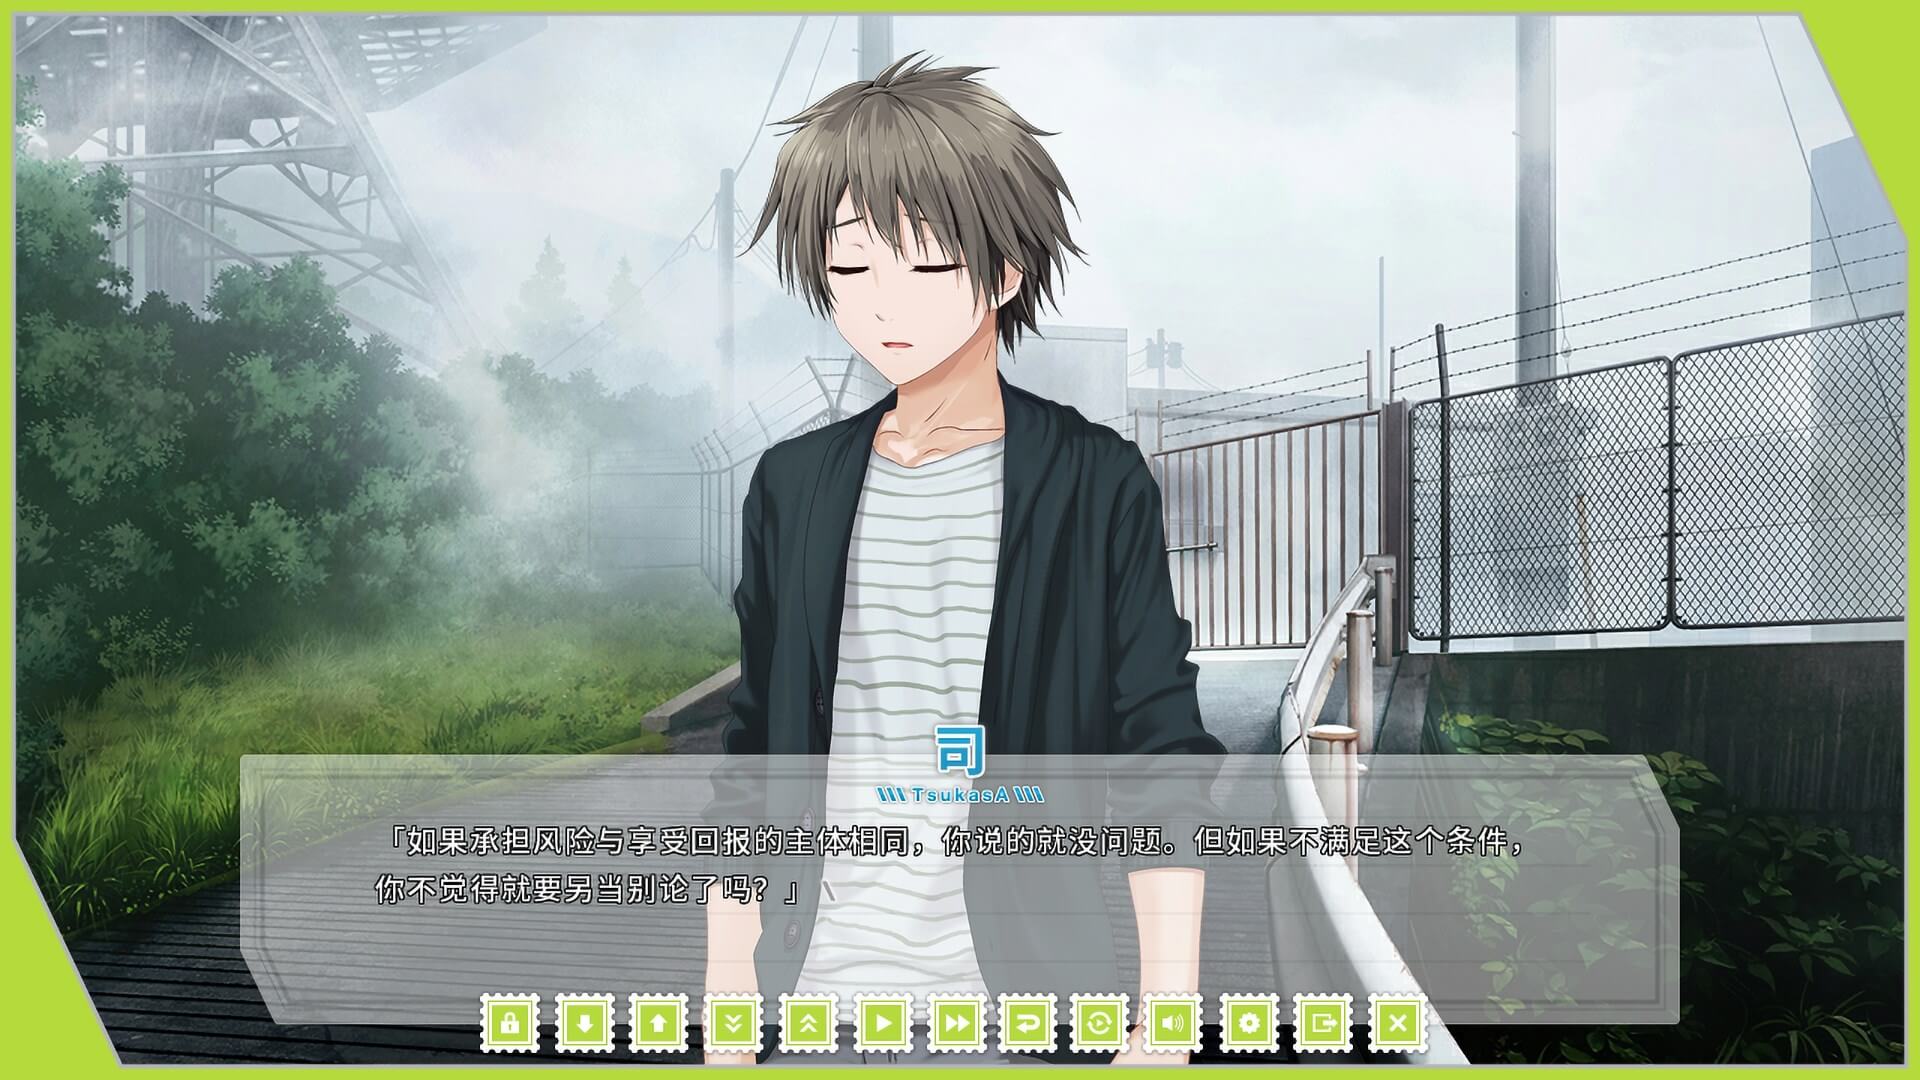 司
TsukasA
「如果承担风险与享受回报的主体相同，你说的就没问题。但如果不满足这个条件，
你不觉得就要另当别论了吗？」